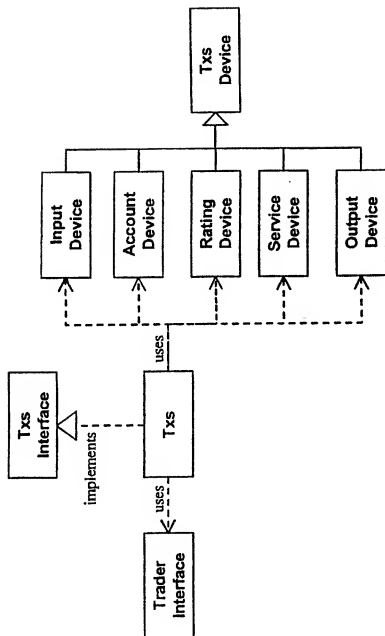 Txs
Interface
implements
Trader
Interface
uses
Txs
uses
Input
Device
Account
Device
Rating
Device
Service
Device
Output
Device
Txs
Device